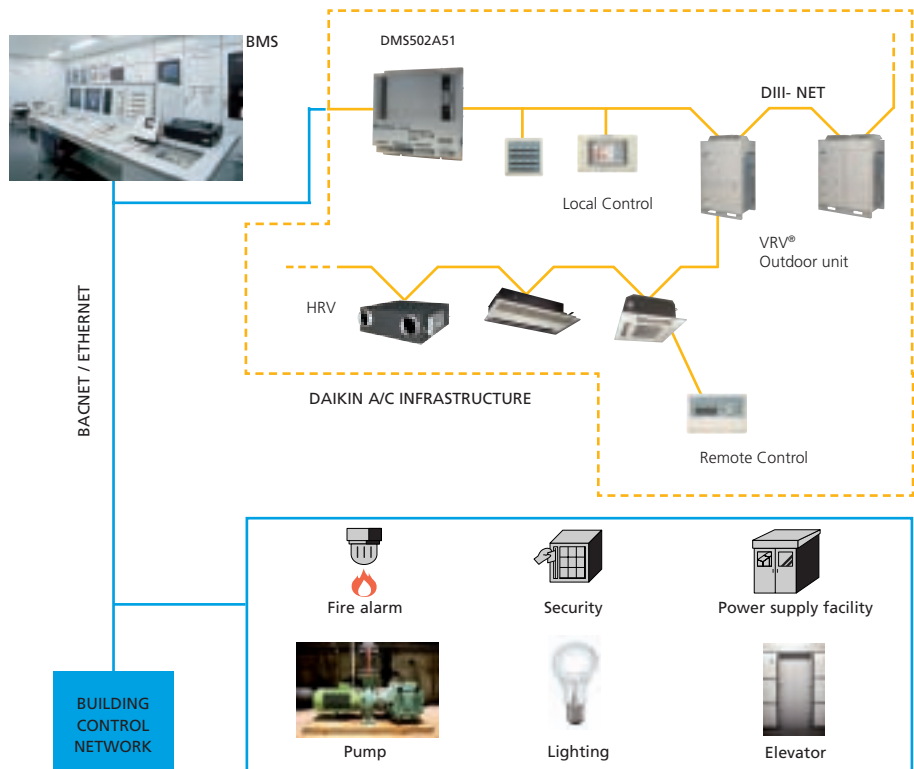 BMS
DMS502A51
DIII- NET
Local Control
VRV®
Outdoor unit
HRV
BACNET / ETHERNET
DAIKIN A/C INFRASTRUCTURE
Remote Control
Fire alarm
Security
Power supply facility
BUILDING
CONTROL
NETWORK
Pump
Lighting
Elevator